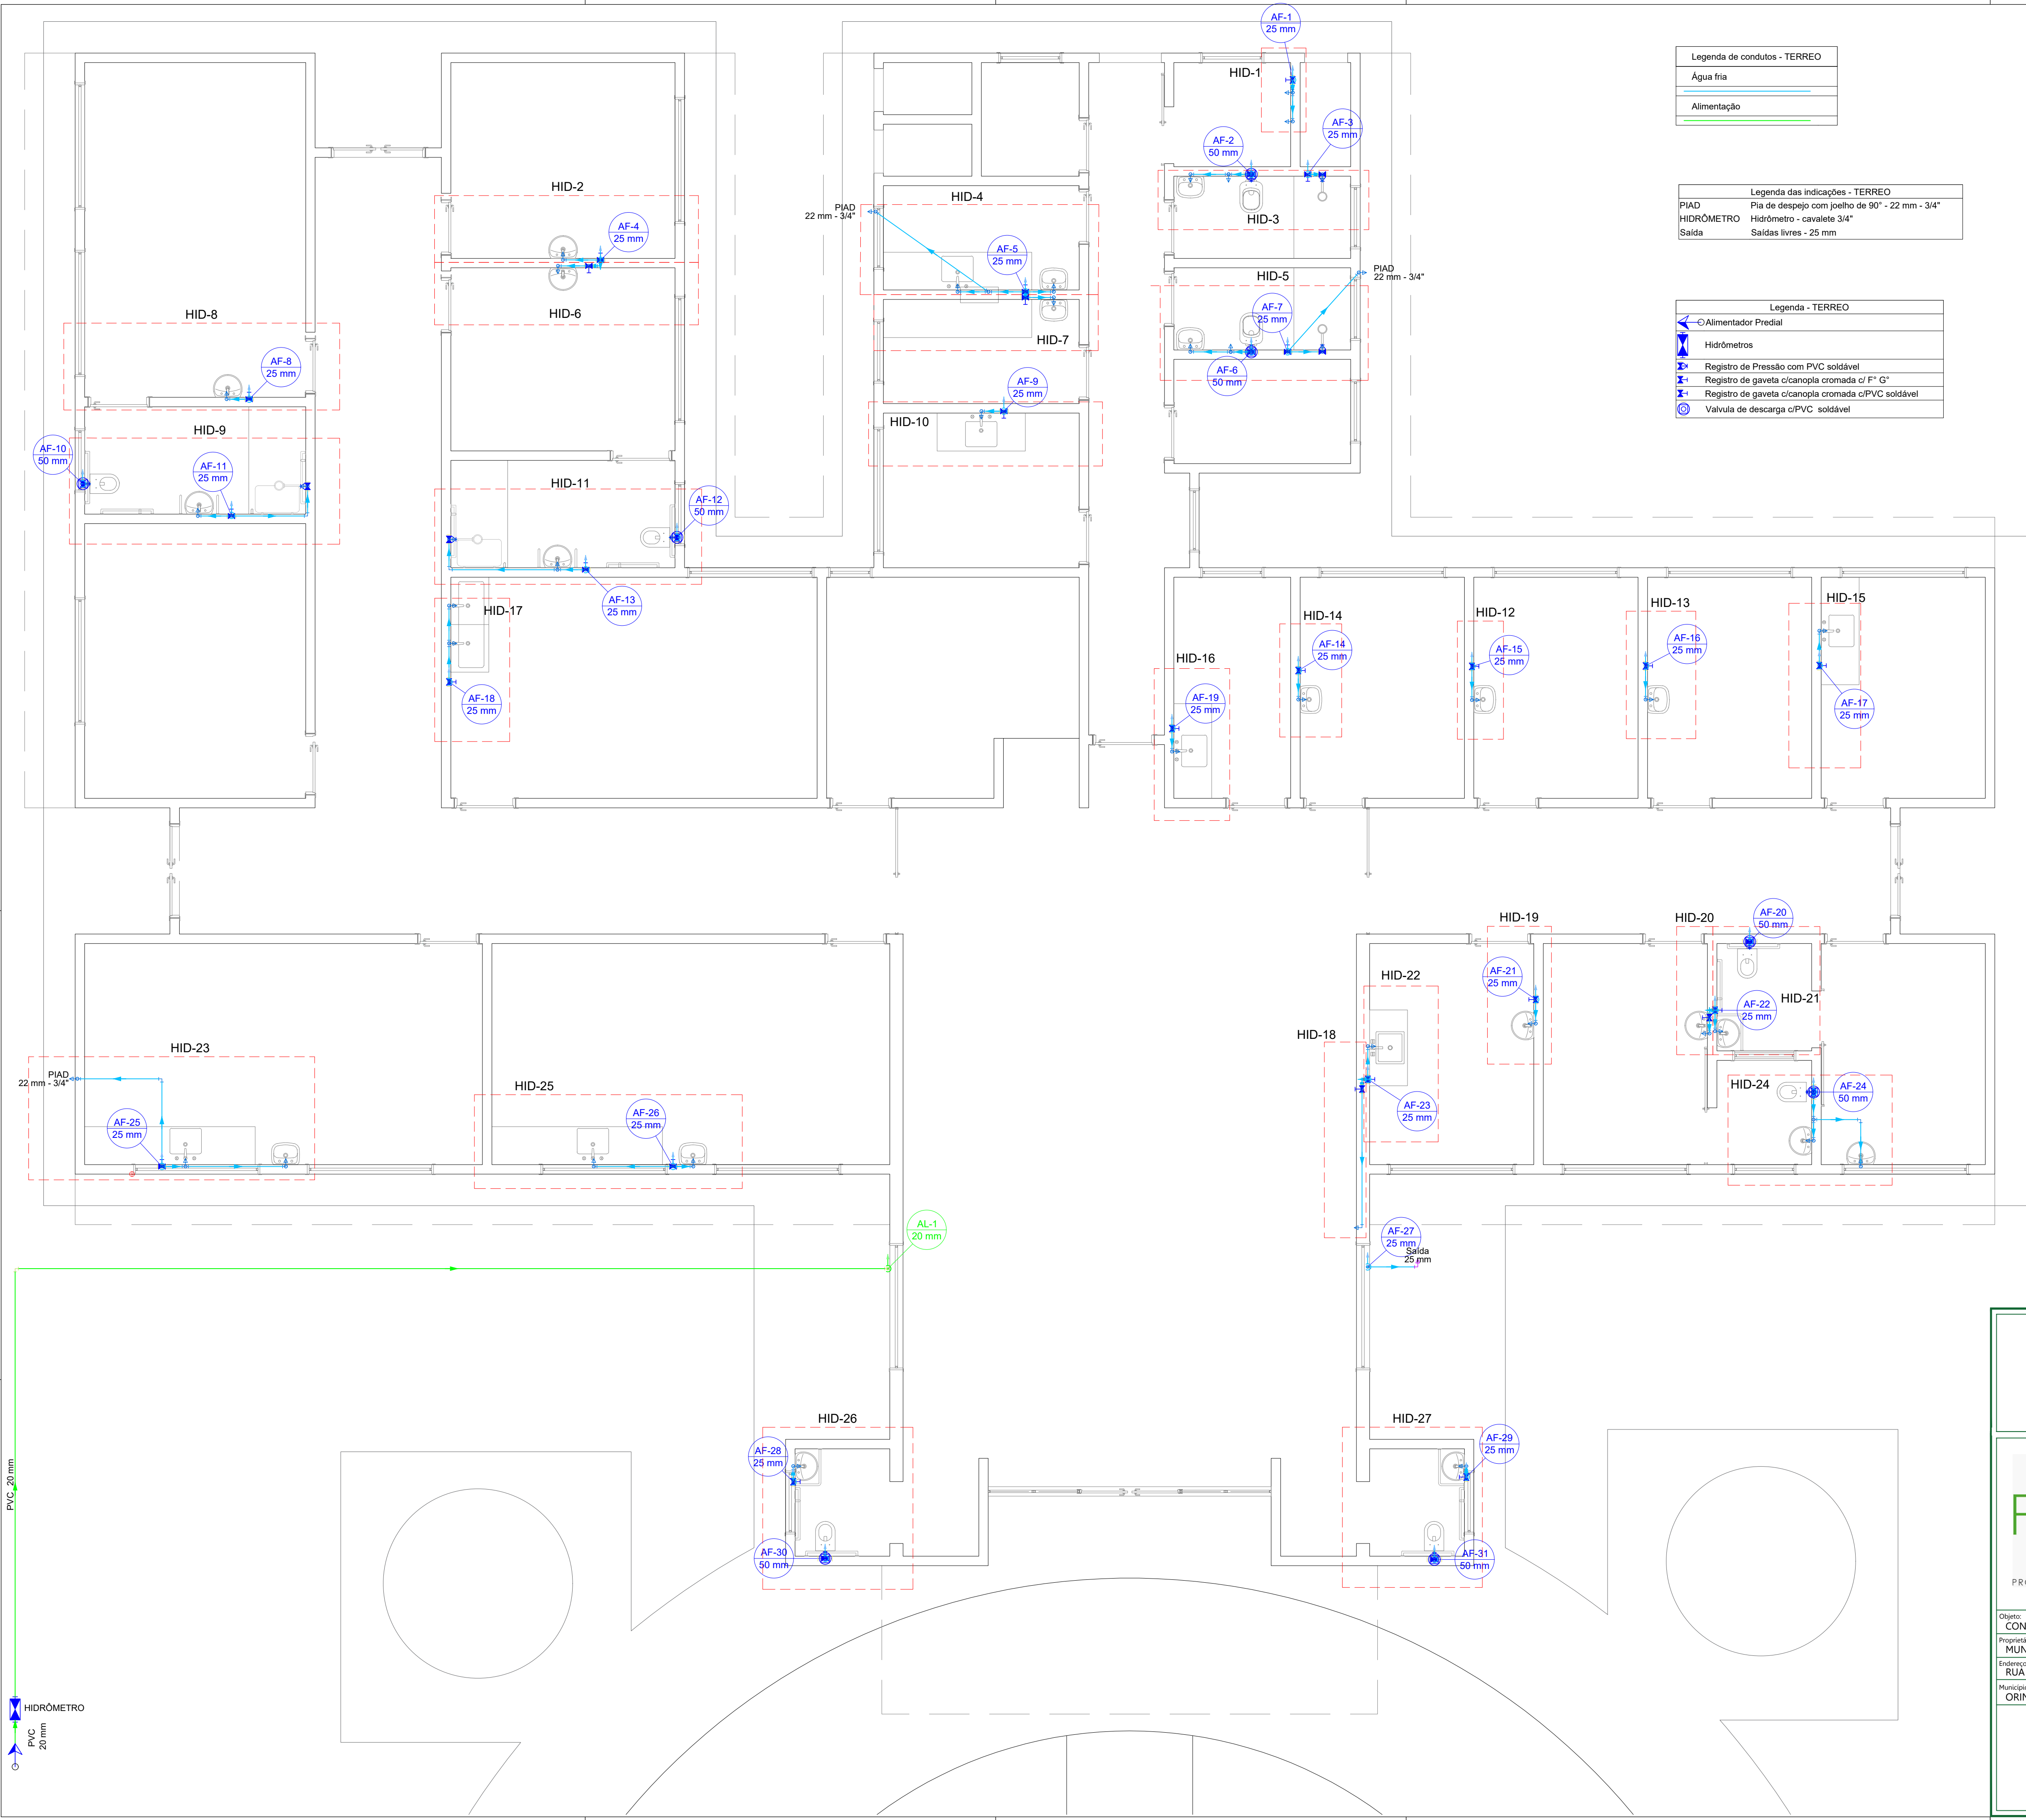 AF-1
25 mm
HID-1
Legenda de condutos - TERREO
Água fria
Alimentação
AF-3
25 mm
AF-2
50 mm
HID-2
HID-4
HID-3
Legenda das indicações - TERREO
PIAD Pia de despejo com joelho de 90° - 22 mm - 3/4"
HIDRÔMETRO Hidrômetro - cavalete 3/4"
Saída Saídas livres - 25 mm
PIAD
22 mm - 3/4"
AF-4
25 mm
AF-5
25 mm
HID-5
PIAD
22 mm - 3/4"
Legenda - TERREO
Alimentador Predial
Hidrômetros
Registro de Pressão com PVC soldável
Registro de gaveta c/canopla cromada c/ F° G°
Registro de gaveta c/canopla cromada c/PVC soldável
Valvula de descarga c/PVC soldável
HID-8
HID-6
AF-7
25 mm
HID-7
AF-8
25 mm
AF-6
50 mm
AF-9
25 mm
HID-10
HID-9
AF-10
50 mm
AF-11
25 mm
HID-11
AF-12
50 mm
AF-13
25 mm
HID-17
HID-14
HID-12
HID-13
HID-15
AF-14
25 mm
AF-15
25 mm
AF-16
25 mm
HID-16
AF-18
25 mm
AF-19
25 mm
AF-17
25 mm
HID-19
HID-20
AF-20
50 mm
HID-22
AF-21
25 mm
HID-21
AF-22
25 mm
HID-18
HID-23
PIAD
22 mm - 3/4"
HID-25
HID-24
AF-24
50 mm
AF-23
25 mm
AF-25
25 mm
AF-26
25 mm
AL-1
20 mm
AF-27
25 mm
Saída
25 mm
HID-26
HID-27
AF-28
25 mm
AF-29
25 mm
PVC 20 mm
AF-30
50 mm
AF-31
50 mm
HIDRÔMETRO
PVC
20 mm
PR
Objeto:
CON
Proprietá
MUN
Endereço
RUA
Município
ORIN